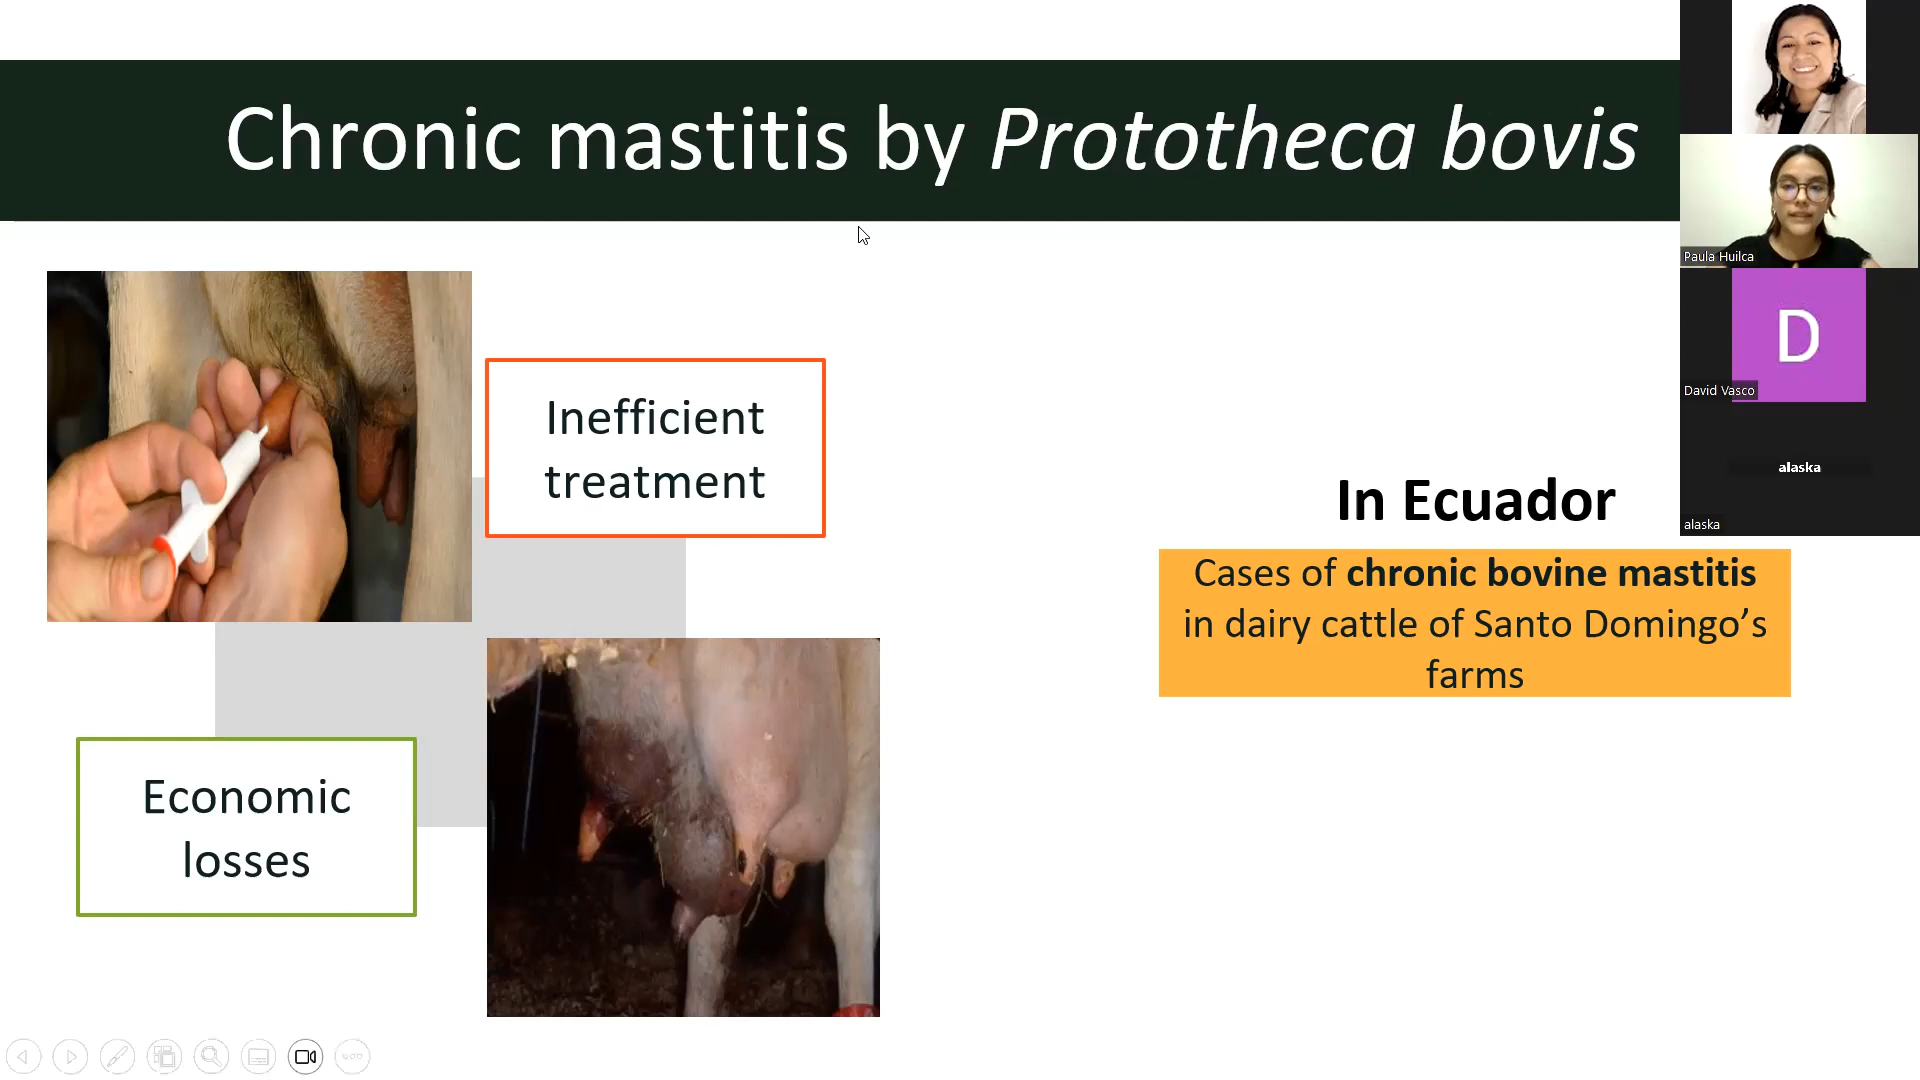 Chronic mastitis by Prototheca bovis
Inefficient
treatment
Economic
losses
In Ecuador
Cases of chronic bovine mastitis
in dairy cattle of Santo Domingo’s
farms
Paula Huilca
D
David Vasco
alaska
alaska